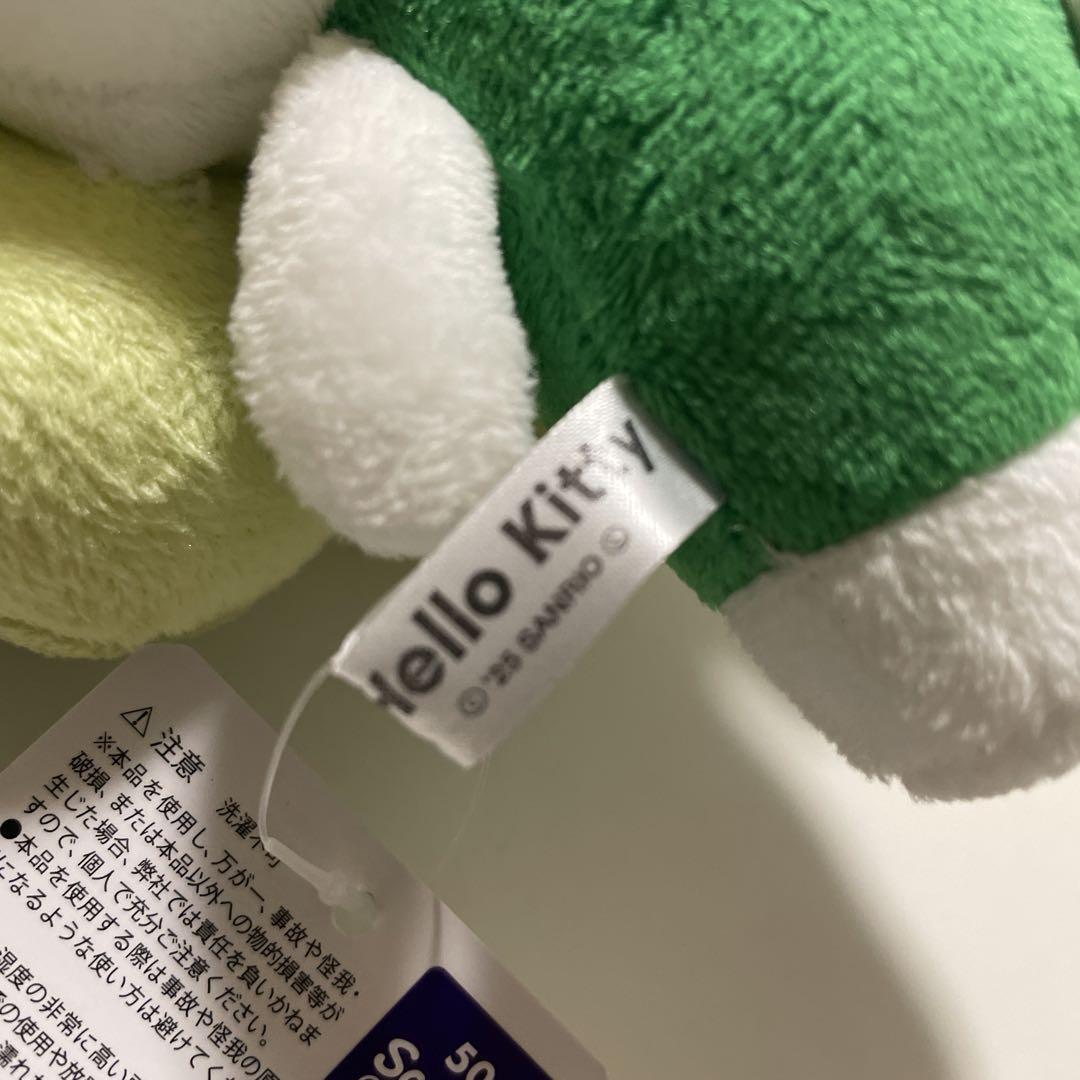 Hello Kitty
© '25 SANRIO ©
⚠ 注意
洗濯不可
※本品を使用し、万が一、事故や怪我・
破損、または本品以外への物的損害等が
生じた場合、弊社では責任を負いかねま
すので、個人で充分ご注意ください。
●本品を使用する際は事故や怪我の原
になるような使い方は避けてく
湿度の非常に高い
での使用や放
濡れ
50